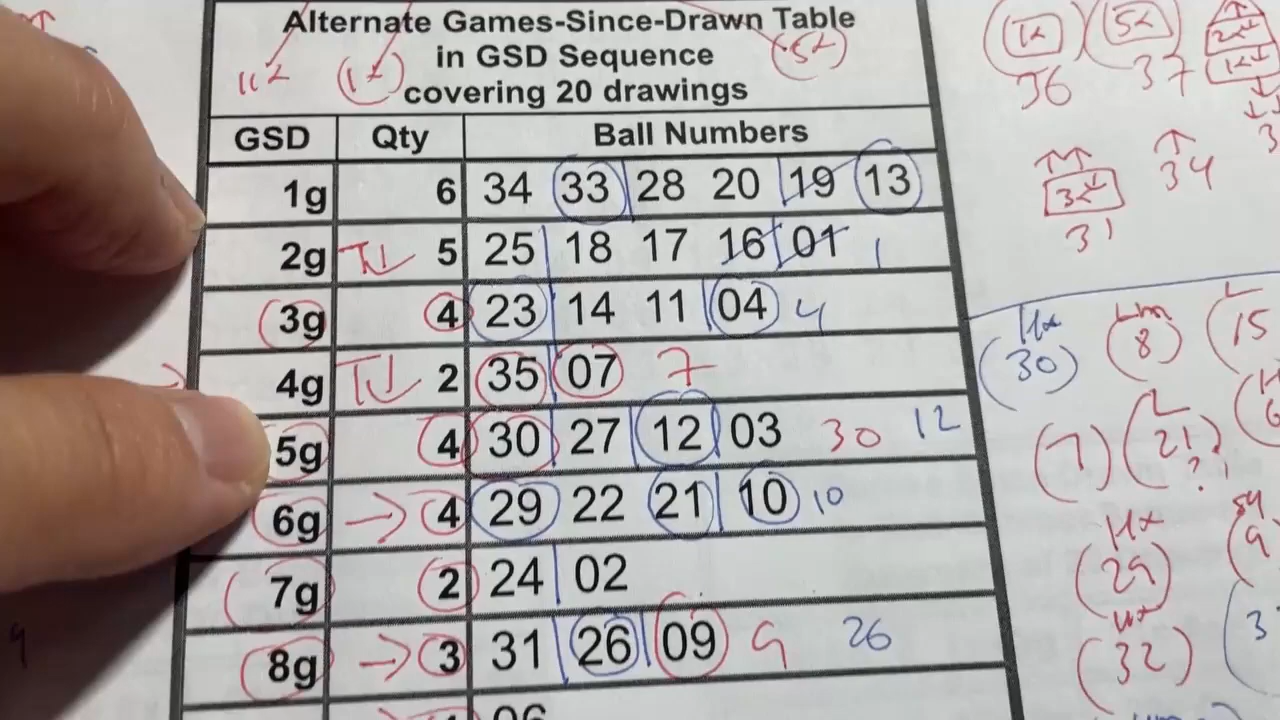 Alternate Games-Since-Drawn Table
in GSD Sequence
covering 20 drawings
GSD Qty Ball Numbers
1g 6 34 33 28 20 19 13
2g 5 25 18 17 16 01 1
3g 4 23 14 11 04 4
4g 2 35 07 7
5g 4 30 27 12 03 30 12
6g 4 29 22 21 10 10
7g 2 24 02
8g 3 31 26 09 9 26
06
36 37
34
31
30 8 15
7 21 ?
29 9
32 3